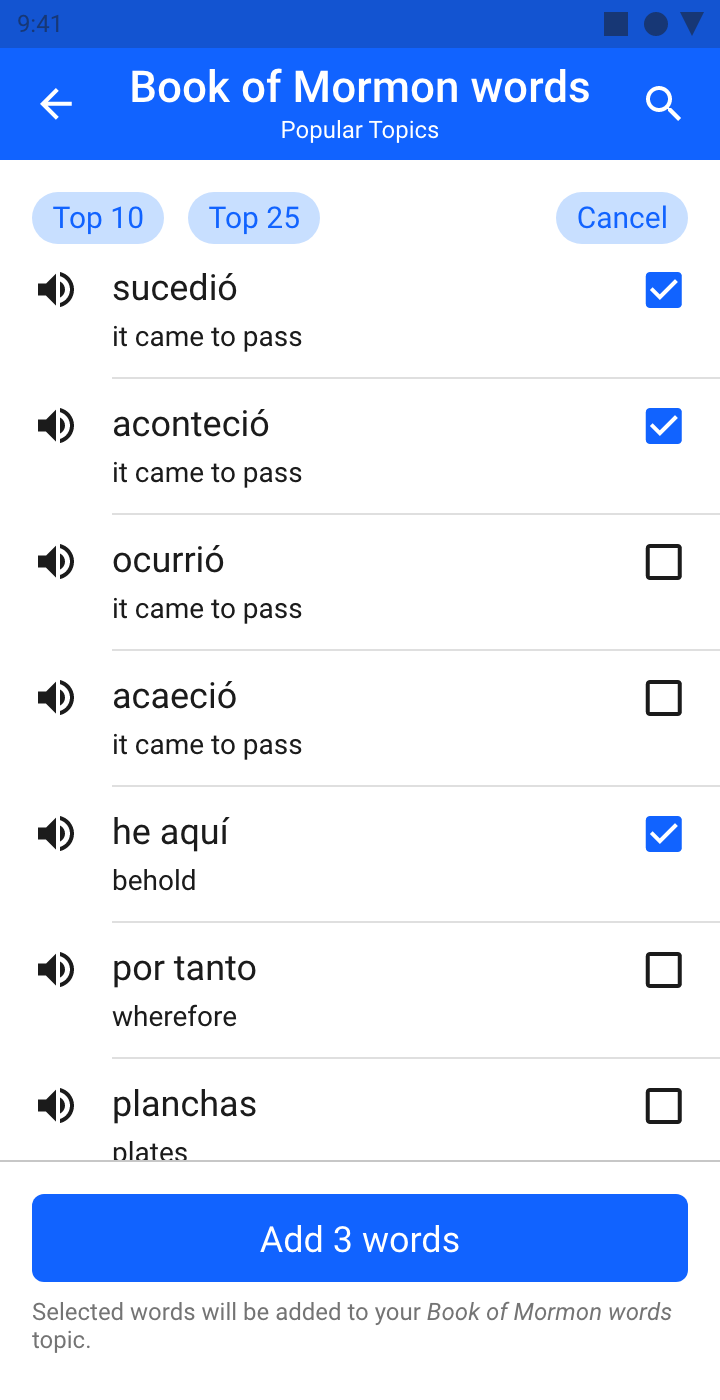 9:41
Book of Mormon words
Popular Topics
Top 10 Top 25 Cancel
sucedió
it came to pass
aconteció
it came to pass
ocurrió
it came to pass
acaeció
it came to pass
he aquí
behold
por tanto
wherefore
planchas
plates
Add 3 words
Selected words will be added to your Book of Mormon words
topic.